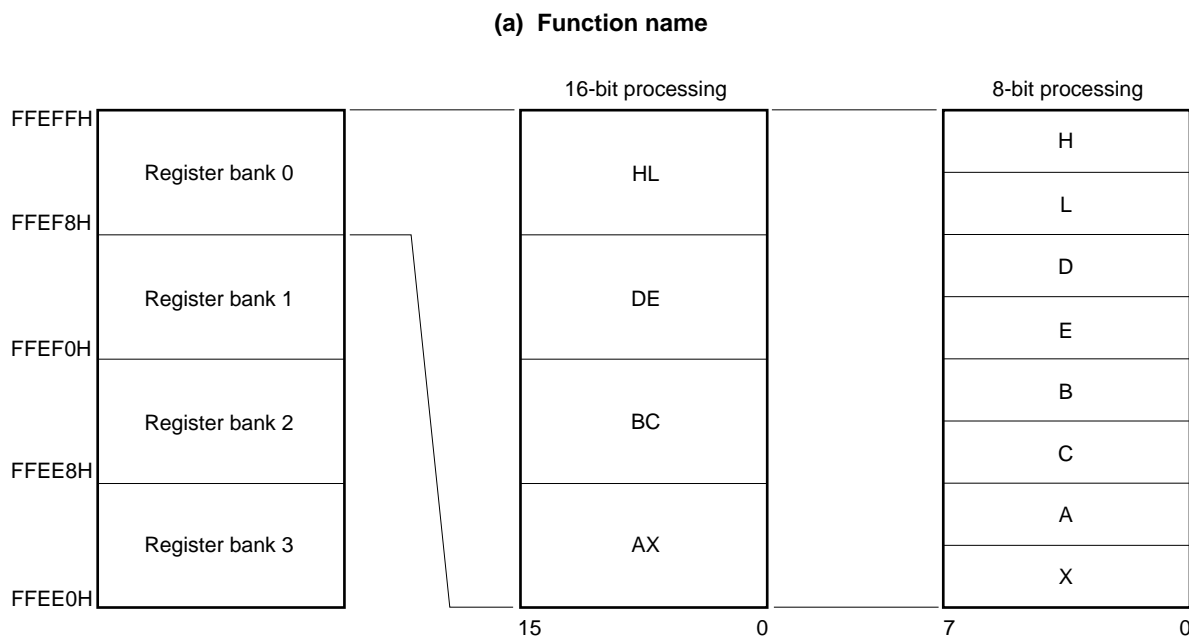 (a) Function name
16-bit processing
8-bit processing
FFEFFH
Register bank 0
HL
H
L
FFEF8H
Register bank 1
DE
D
E
FFEF0H
Register bank 2
BC
B
C
FFEE8H
Register bank 3
AX
A
X
FFEE0H
15 0 7 0